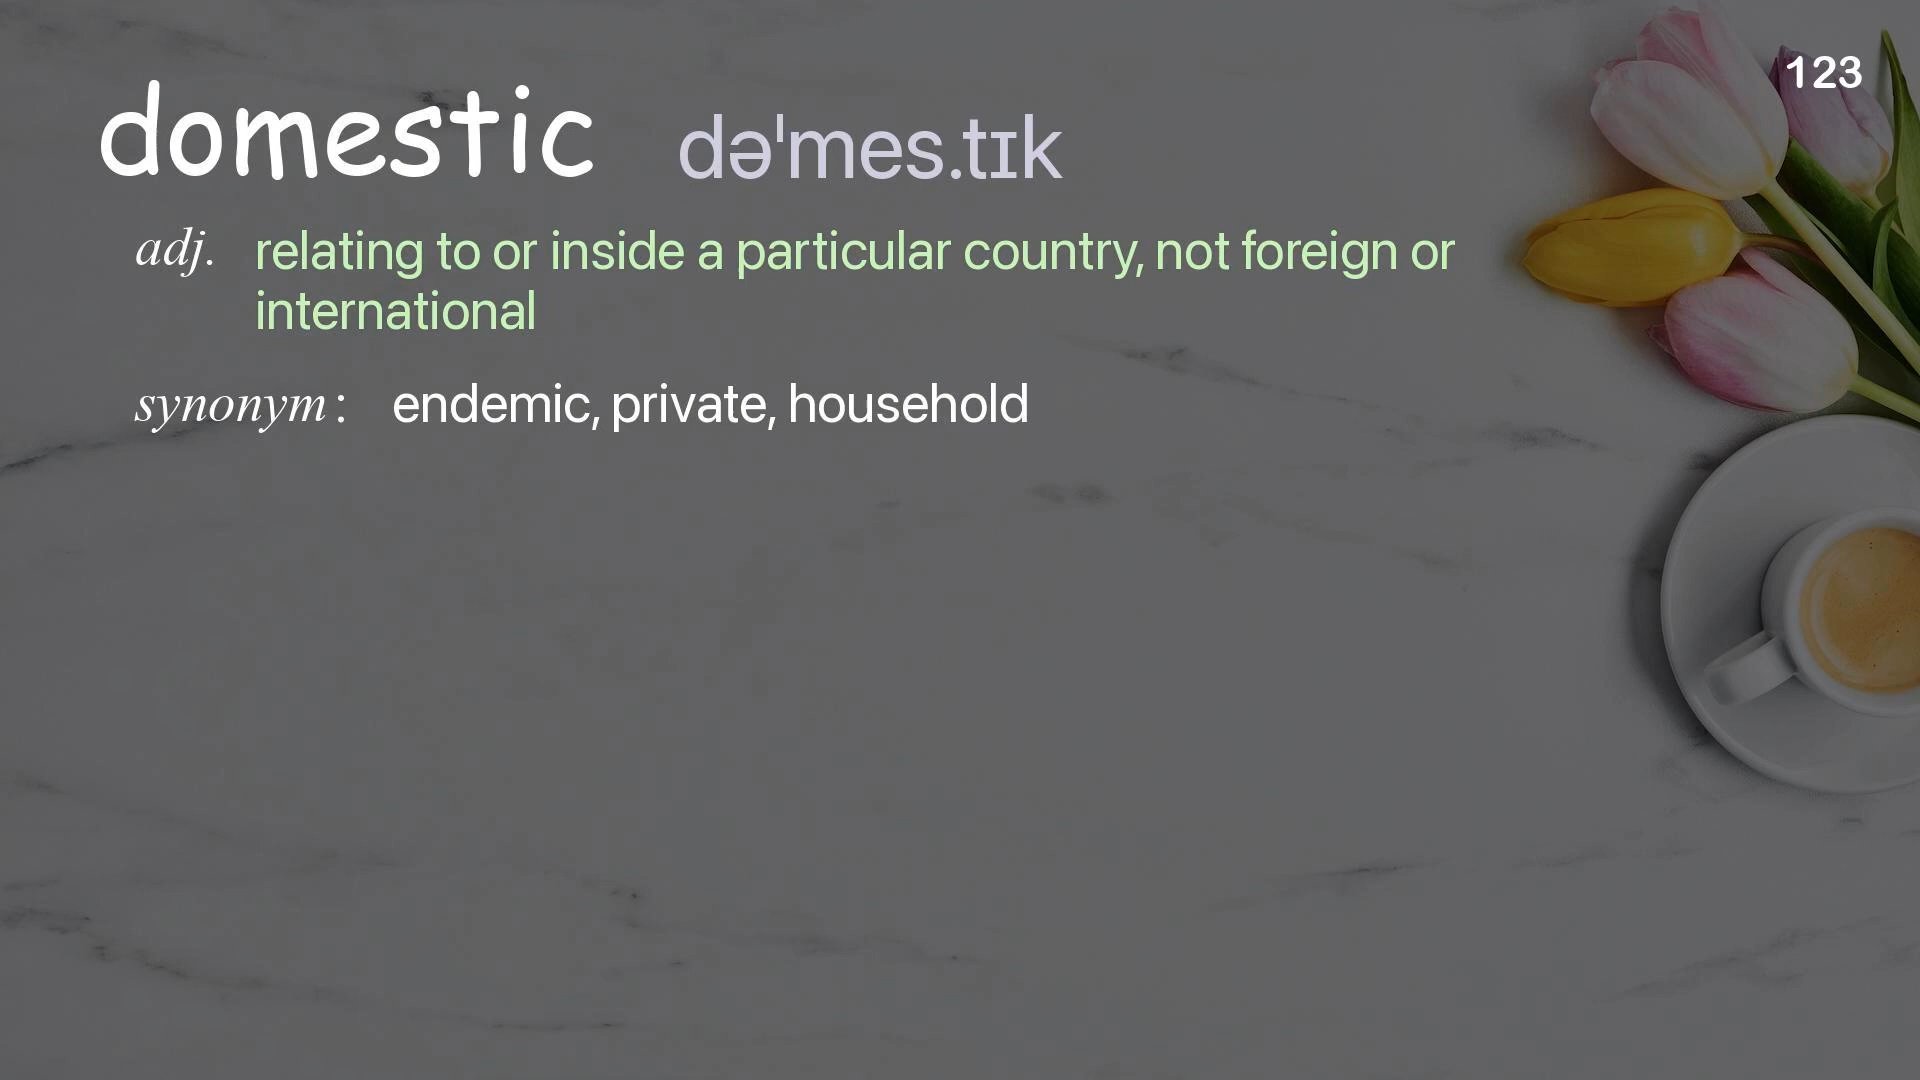 123
domestic dəˈmes.tɪk
adj. relating to or inside a particular country, not foreign or
international
synonym: endemic, private, household